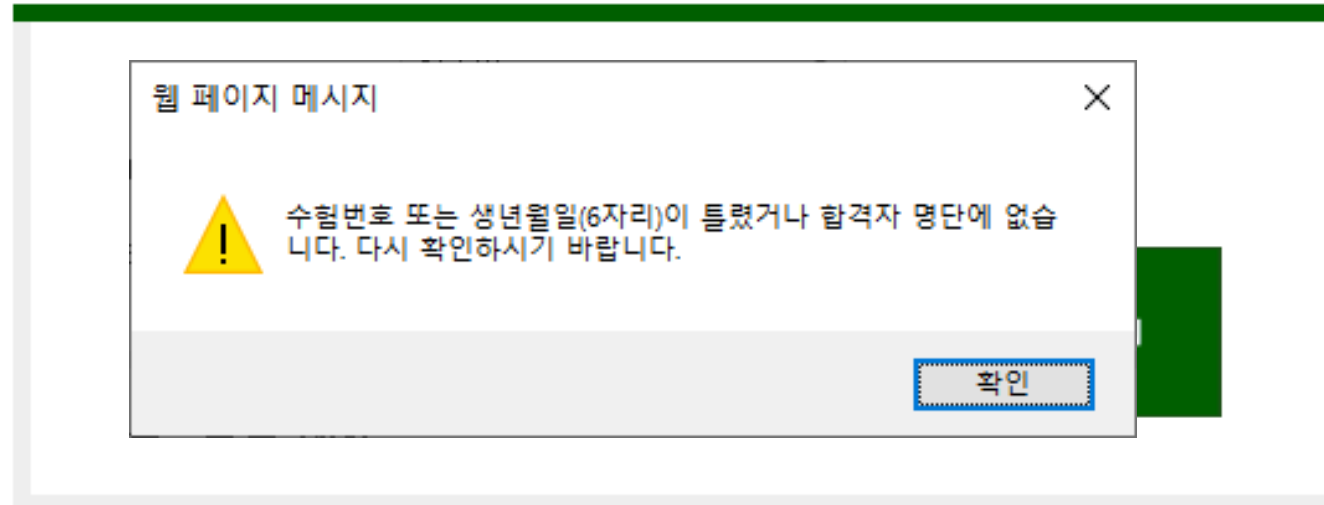 웹 페이지 메시지
수험번호 또는 생년월일(6자리)이 틀렸거나 합격자 명단에 없습
니다. 다시 확인하시기 바랍니다.
확인